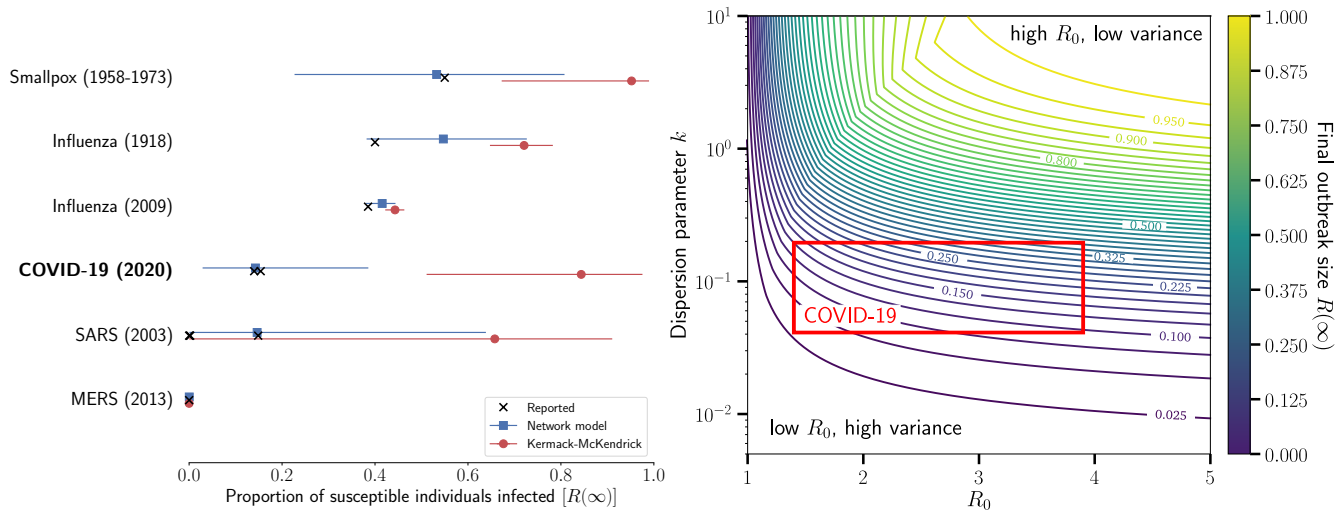 Smallpox (1958-1973)
Influenza (1918)
Influenza (2009)
COVID-19 (2020)
SARS (2003)
MERS (2013)
Reported
Network model
Kermack-McKendrick
0.0 0.2 0.4 0.6 0.8 1.0
Proportion of susceptible individuals infected [R(∞)]
Dispersion parameter k
10¹
10⁰
10⁻¹
10⁻²
high R₀, low variance
0.950
0.900
0.800
0.500
0.325
0.250
0.225
0.150
0.100
0.025
COVID-19
low R₀, high variance
1 2 3 4 5
R₀
1.000
0.875
0.750
0.625
0.500
0.375
0.250
0.125
0.000
Final outbreak size R(∞)